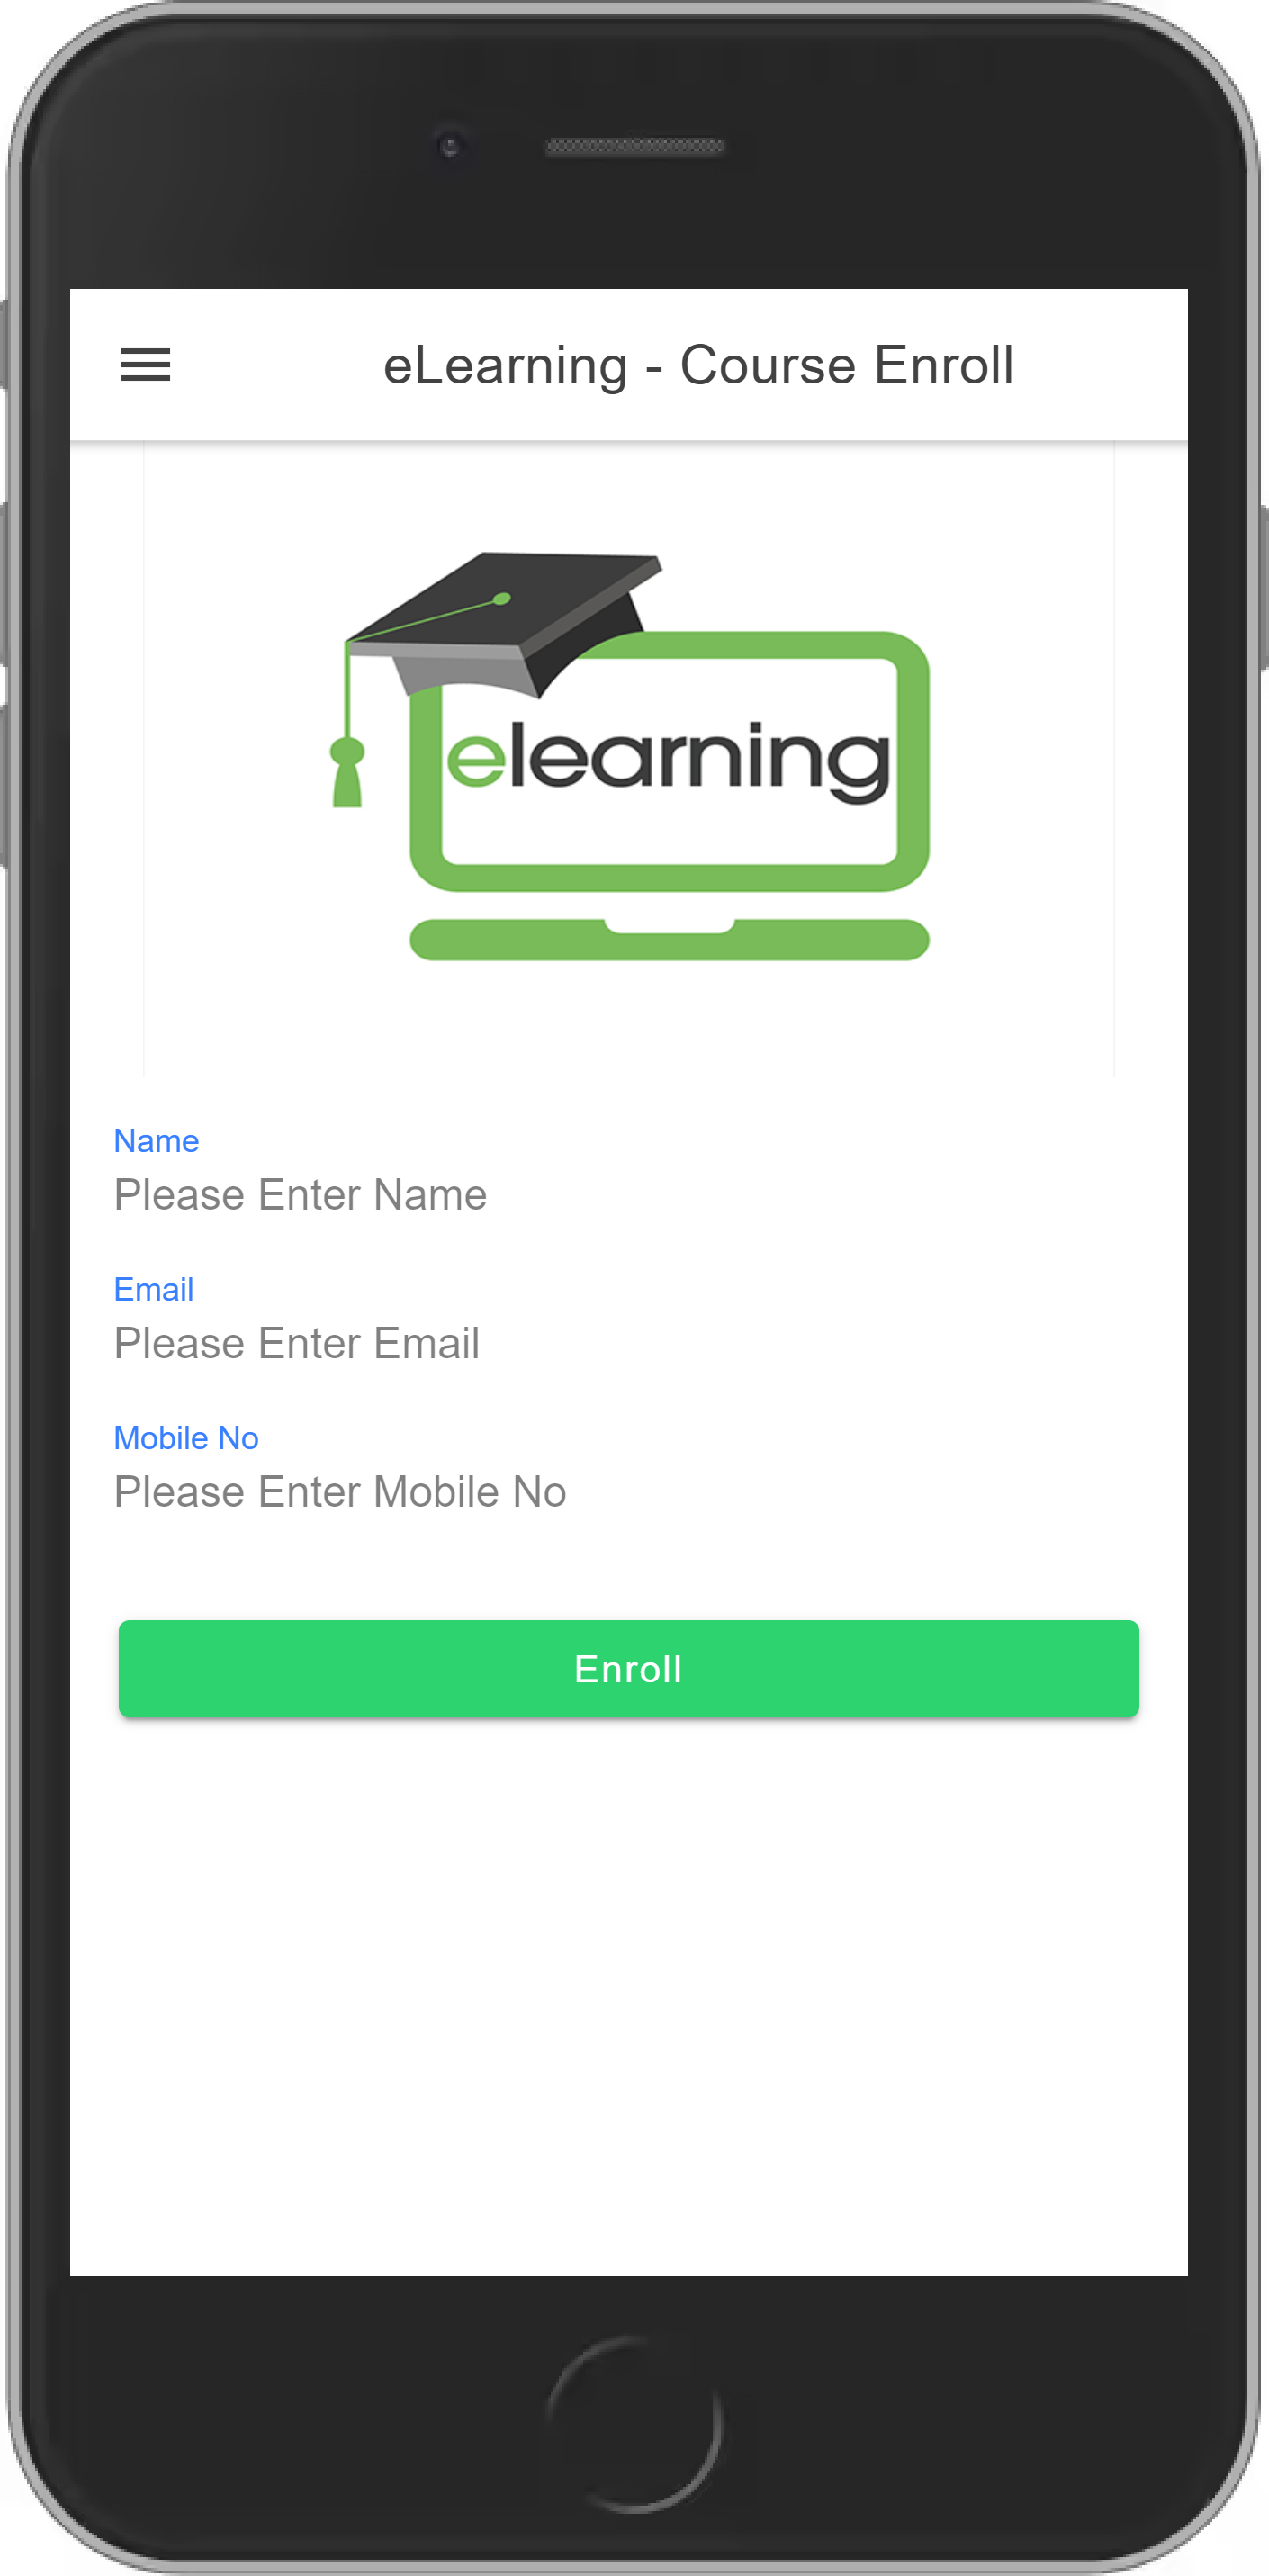 eLearning - Course Enroll
elearning
Name
Please Enter Name
Email
Please Enter Email
Mobile No
Please Enter Mobile No
Enroll